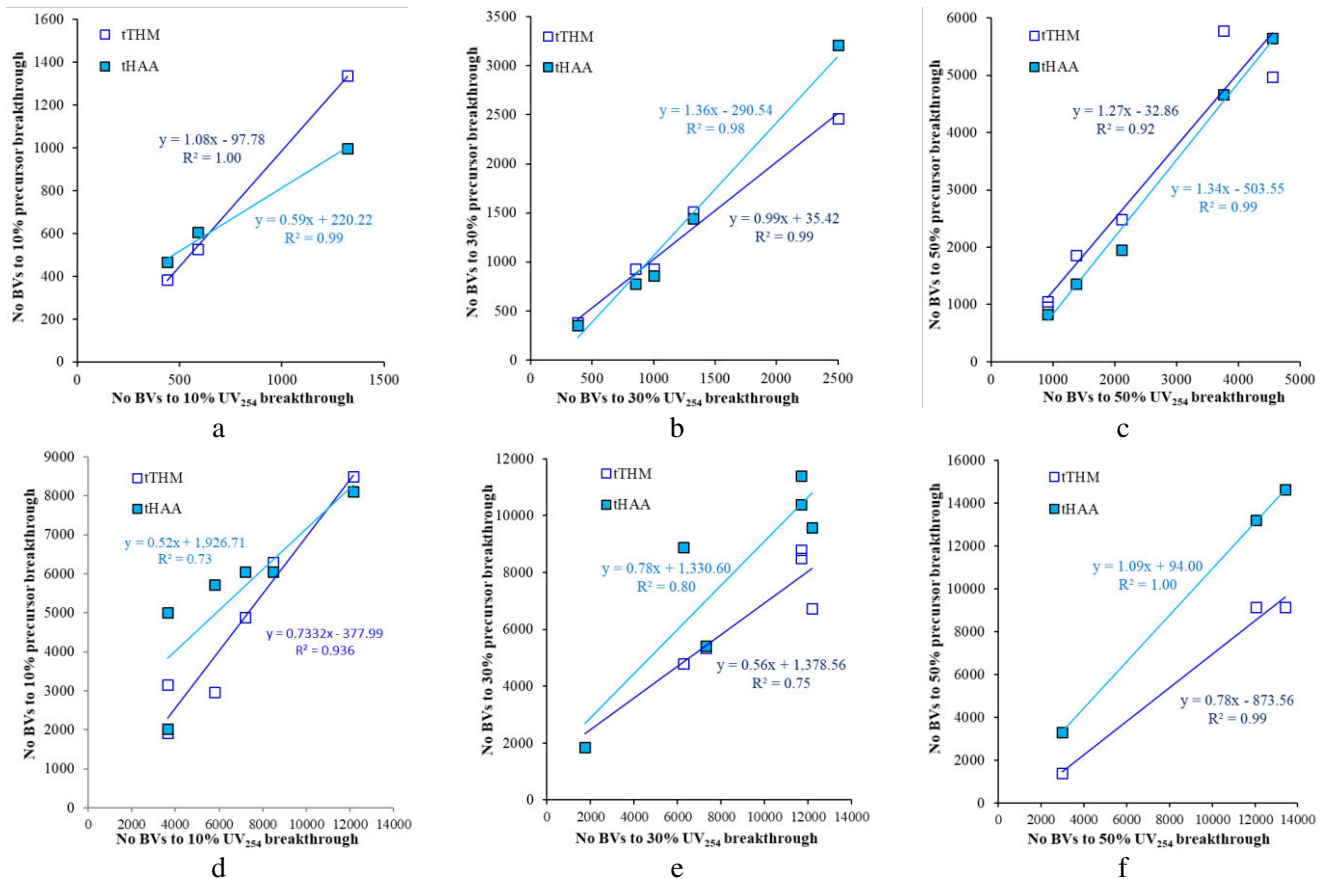 1600
1400
1200
1000
800
600
400
200
0
tTHM
tHAA
y = 1.08x - 97.78
R² = 1.00
y = 0.59x + 220.22
R² = 0.99
No BVs to 10% precursor breakthrough
0 500 1000 1500
No BVs to 10% UV₂₅₄ breakthrough
a
3500
3000
2500
2000
1500
1000
500
0
tTHM
tHAA
y = 1.36x - 290.54
R² = 0.98
y = 0.99x + 35.42
R² = 0.99
No BVs to 30% precursor breakthrough
0 500 1000 1500 2000 2500
No BVs to 30% UV₂₅₄ breakthrough
b
6000
5000
4000
3000
2000
1000
0
tTHM
tHAA
y = 1.27x - 32.86
R² = 0.92
y = 1.34x - 503.55
R² = 0.99
No BVs to 50% precursor breakthrough
0 1000 2000 3000 4000 5000
No BVs to 50% UV₂₅₄ breakthrough
c
9000
8000
7000
6000
5000
4000
3000
2000
1000
0
tTHM
tHAA
y = 0.52x + 1,926.71
R² = 0.73
y = 0.7332x - 377.99
R² = 0.936
No BVs to 10% precursor breakthrough
0 2000 4000 6000 8000 10000 12000 14000
No BVs to 10% UV₂₅₄ breakthrough
d
12000
10000
8000
6000
4000
2000
0
tTHM
tHAA
y = 0.78x + 1,330.60
R² = 0.80
y = 0.56x + 1,378.56
R² = 0.75
No BVs to 30% precursor breakthrough
0 2000 4000 6000 8000 10000 12000 14000
No BVs to 30% UV₂₅₄ breakthrough
e
16000
14000
12000
10000
8000
6000
4000
2000
0
tTHM
tHAA
y = 1.09x + 94.00
R² = 1.00
y = 0.78x - 873.56
R² = 0.99
No BVs to 50% precursor breakthrough
0 2000 4000 6000 8000 10000 12000 14000
No BVs to 50% UV₂₅₄ breakthrough
f